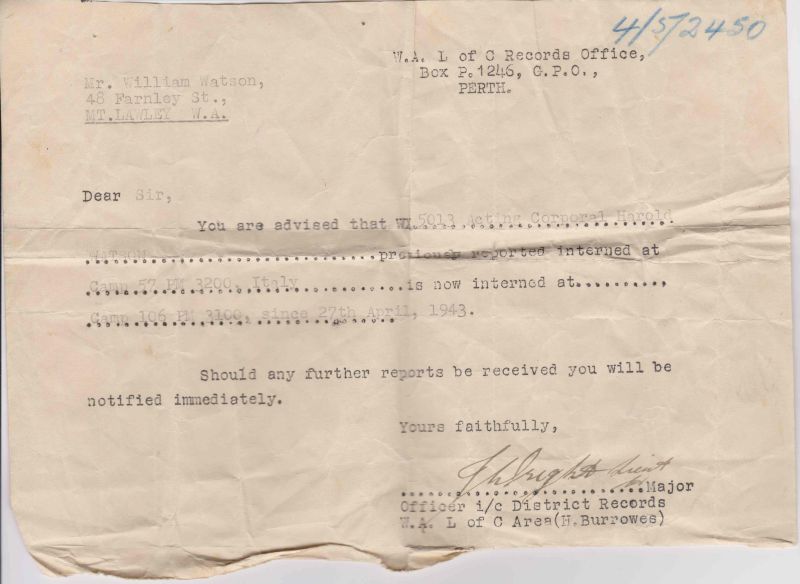 4/5/2450
W.A. L of C Records Office,
Box P.1246, G.P.O.,
PERTH.
Mr. William Watson,
48 Farnley St.,
MT.LAWLEY W.A.
Dear Sir,
You are advised that WX5013 Acting Corporal Harold
WATSON previously reported interned at
Camp 57 PM 3200, Italy is now interned at..........,
Camp 106 PM 3100, since 27th April, 1943.
Should any further reports be received you will be
notified immediately.
Yours faithfully,
Lieut
Major
Officer i/c District Records
W.A. L of C Area(H.Burrowes)